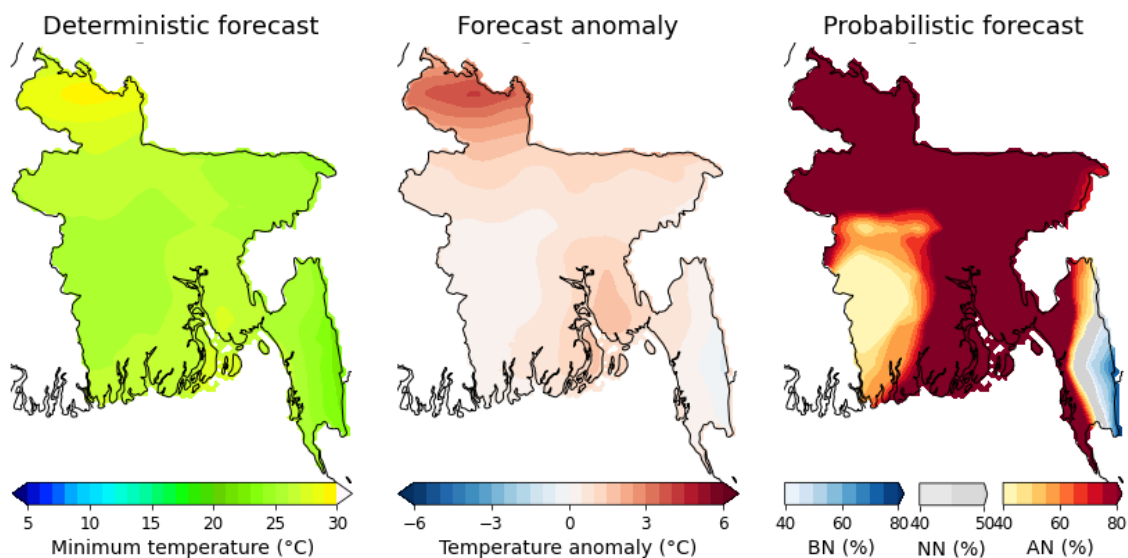 Deterministic forecast
Forecast anomaly
Probabilistic forecast
5 10 15 20 25 30
Minimum temperature (°C)
−6 −3 0 3 6
Temperature anomaly (°C)
40 60 80
BN (%)
40 50
NN (%)
40 60 80
AN (%)